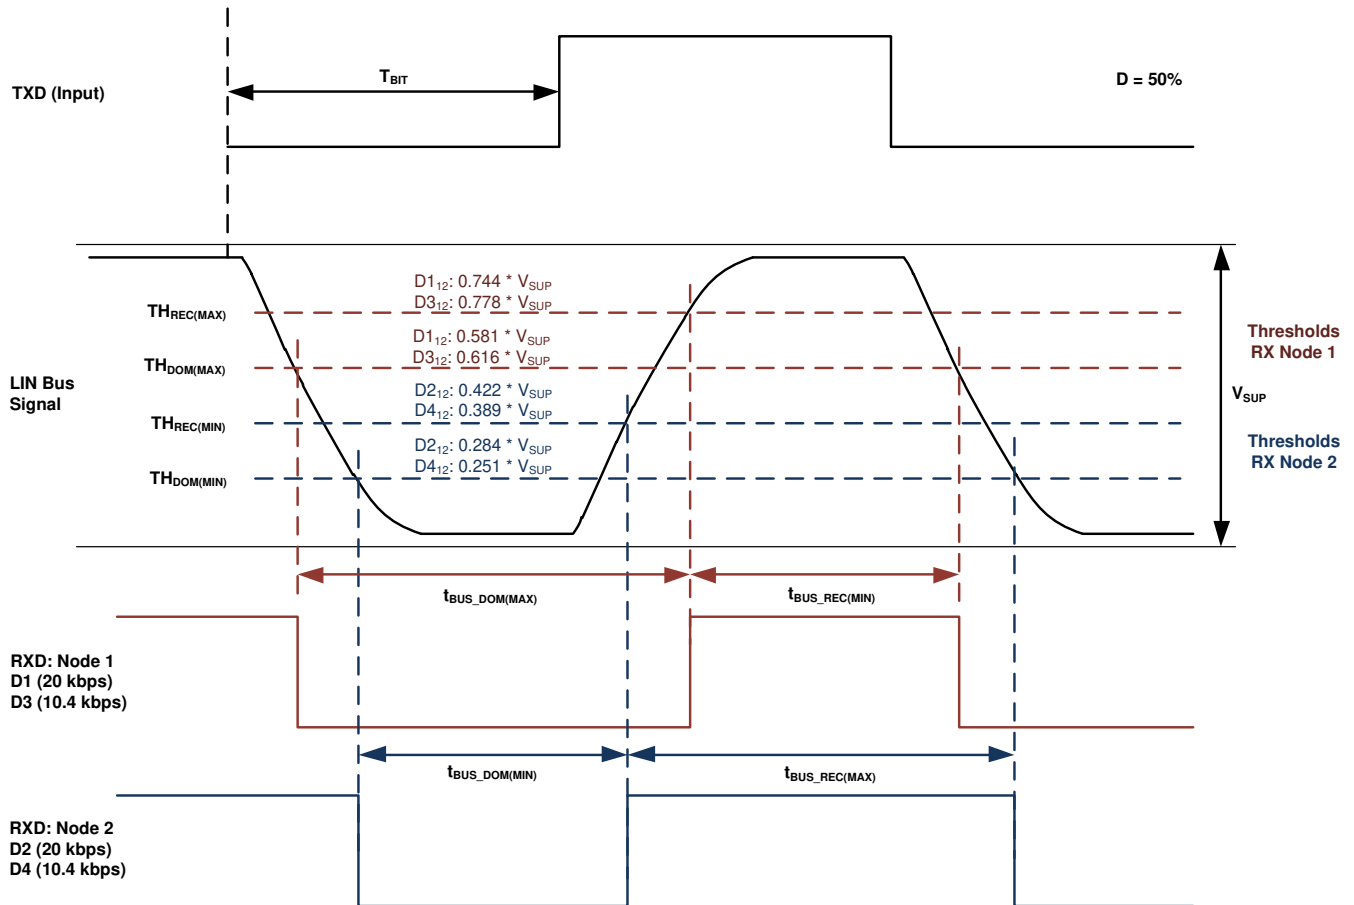 TXD (Input)
T_BIT
D = 50%
D1₁₂: 0.744 * V_SUP
D3₁₂: 0.778 * V_SUP
TH_REC(MAX)
D1₁₂: 0.581 * V_SUP
D3₁₂: 0.616 * V_SUP
TH_DOM(MAX)
Thresholds
RX Node 1
LIN Bus
Signal
D2₁₂: 0.422 * V_SUP
D4₁₂: 0.389 * V_SUP
TH_REC(MIN)
V_SUP
D2₁₂: 0.284 * V_SUP
D4₁₂: 0.251 * V_SUP
TH_DOM(MIN)
Thresholds
RX Node 2
t_BUS_DOM(MAX)
t_BUS_REC(MIN)
RXD: Node 1
D1 (20 kbps)
D3 (10.4 kbps)
t_BUS_DOM(MIN)
t_BUS_REC(MAX)
RXD: Node 2
D2 (20 kbps)
D4 (10.4 kbps)